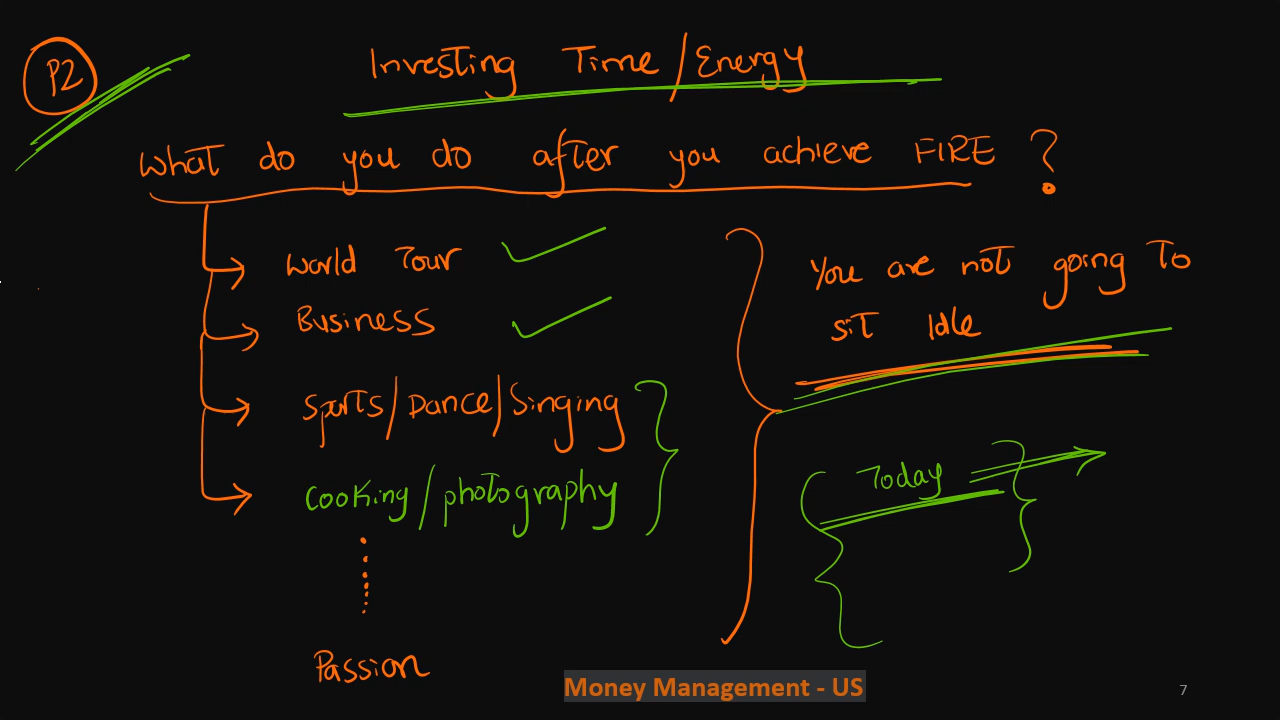 P2
Investing Time/Energy
What do you do after you achieve FIRE?
World Tour
Business
Sports/Dance/Singing
Cooking/photography
Passion
You are not going to
sit Idle
Today
Money Management - US
7